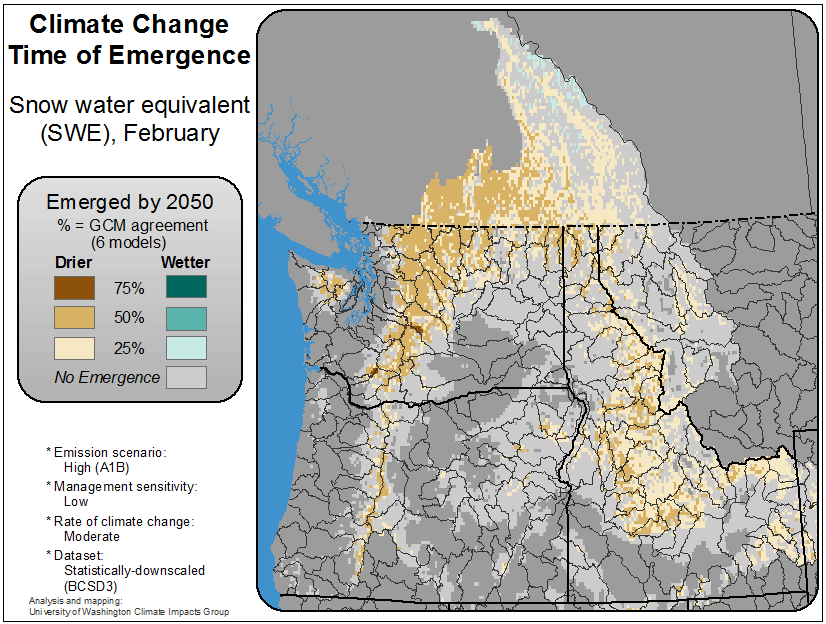 Climate Change
Time of Emergence
Snow water equivalent
(SWE), February
Emerged by 2050
% = GCM agreement
(6 models)
Drier Wetter
75%
50%
25%
No Emergence
* Emission scenario:
High (A1B)
* Management sensitivity:
Low
* Rate of climate change:
Moderate
* Dataset:
Statistically-downscaled
(BCSD3)
Analysis and mapping:
University of Washington Climate Impacts Group